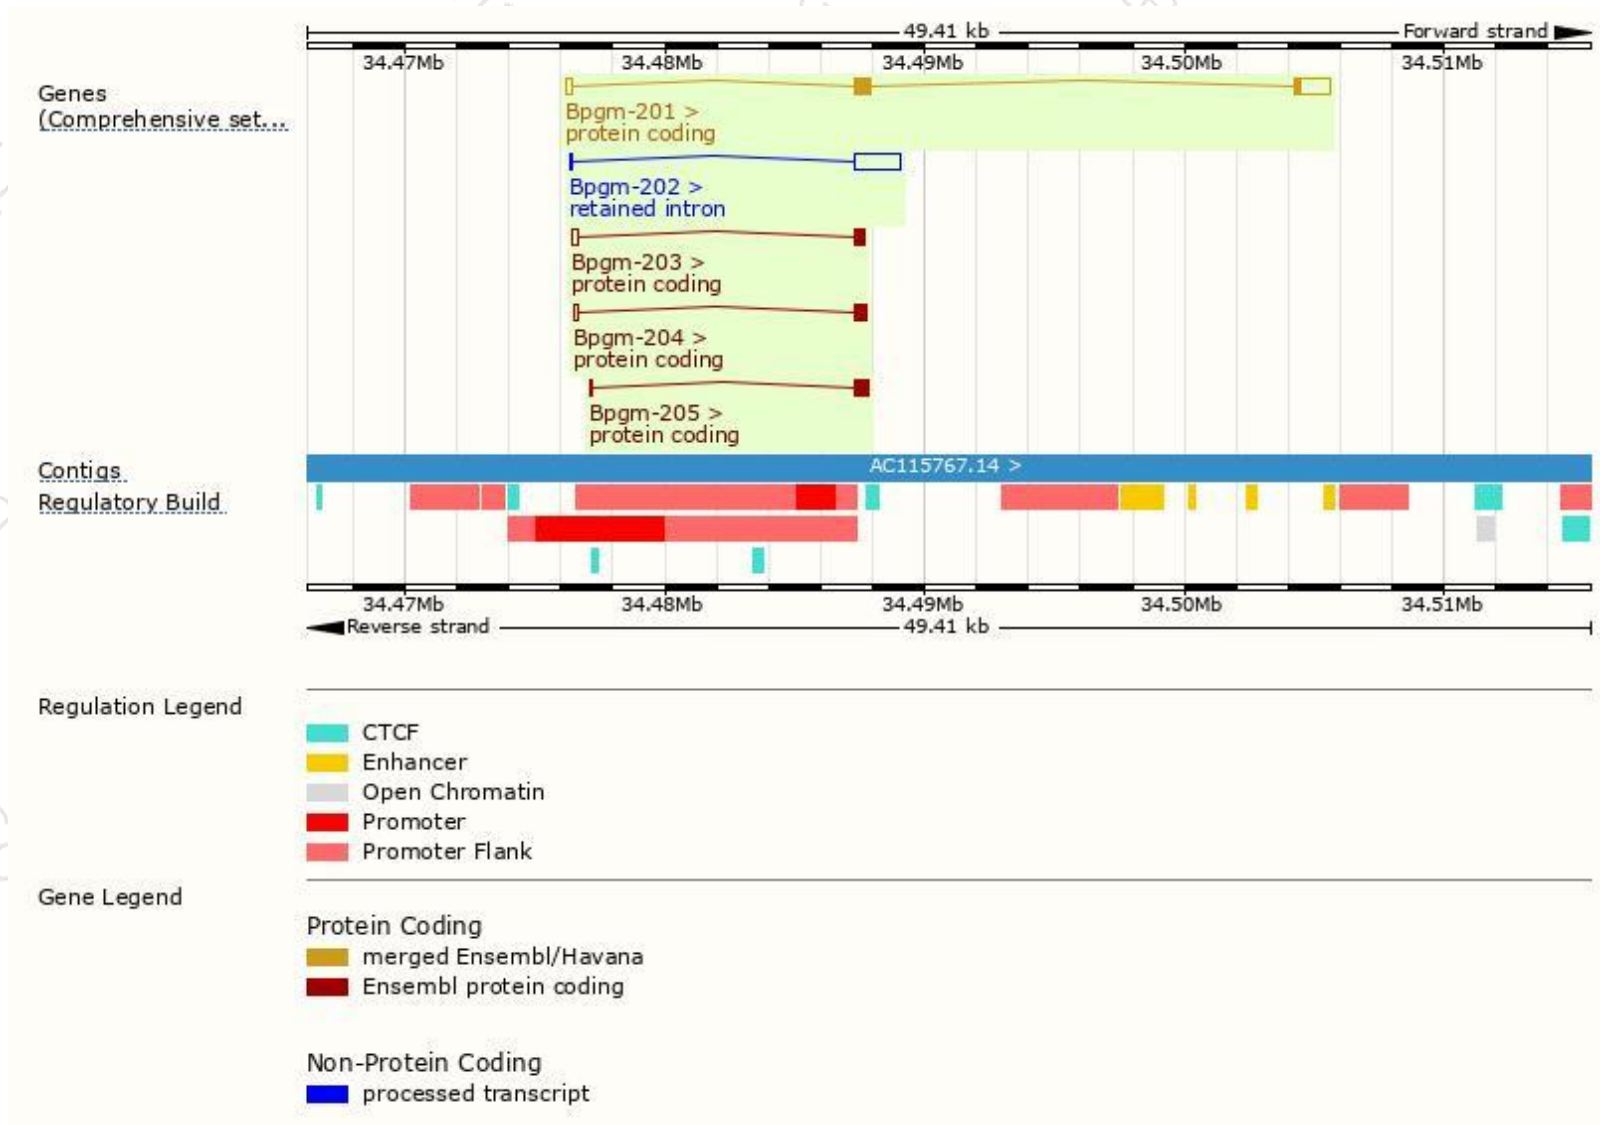 49.41 kb Forward strand
34.47Mb 34.48Mb 34.49Mb 34.50Mb 34.51Mb
Genes
(Comprehensive set...
Bpgm-201 >
protein coding
Bpgm-202 >
retained intron
Bpgm-203 >
protein coding
Bpgm-204 >
protein coding
Bpgm-205 >
protein coding
Contigs AC115767.14 >
Regulatory Build
34.47Mb 34.48Mb 34.49Mb 34.50Mb 34.51Mb
Reverse strand 49.41 kb
Regulation Legend
CTCF
Enhancer
Open Chromatin
Promoter
Promoter Flank
Gene Legend
Protein Coding
merged Ensembl/Havana
Ensembl protein coding
Non-Protein Coding
processed transcript